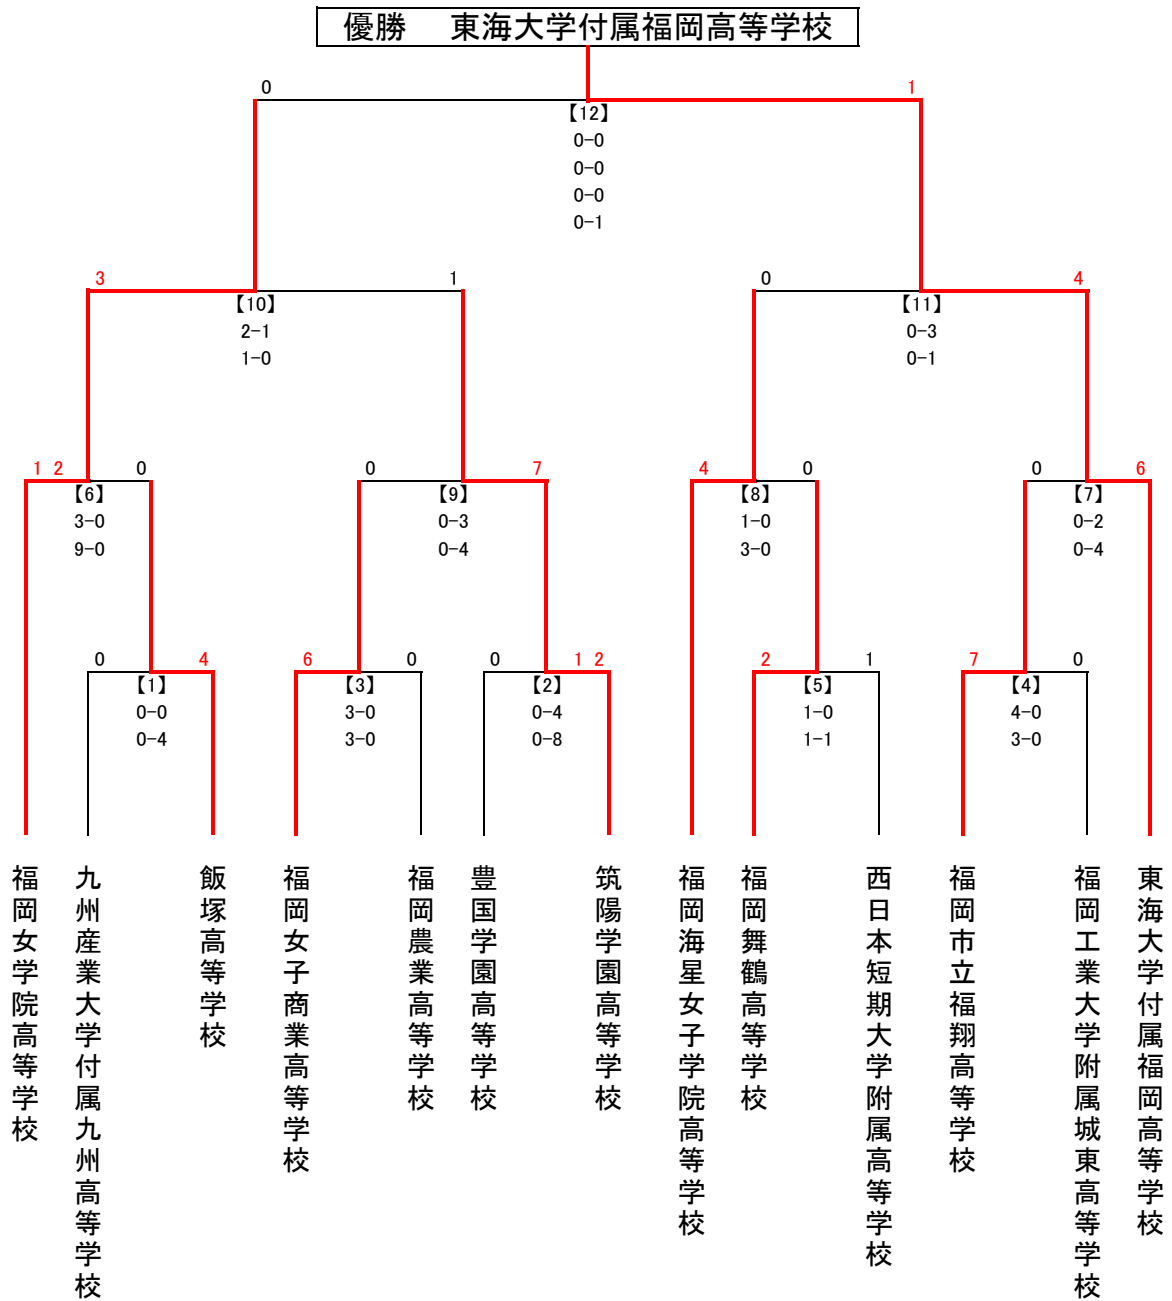 優勝 東海大学付属福岡高等学校
0 1
【12】
0-0
0-0
0-0
0-1
3 1 0 4
【10】 【11】
2-1 0-3
1-0 0-1
12 0 0 7 4 0 0 6
【6】 【9】 【8】 【7】
3-0 0-3 1-0 0-2
9-0 0-4 3-0 0-4
0 4 6 0 0 12 2 1 7 0
【1】 【3】 【2】 【5】 【4】
0-0 3-0 0-4 1-0 4-0
0-4 3-0 0-8 1-1 3-0
福岡女学院高等学校
九州産業大学付属九州高等学校
飯塚高等学校
福岡女子商業高等学校
福岡農業高等学校
豊国学園高等学校
筑陽学園高等学校
福岡海星女子学院高等学校
福岡舞鶴高等学校
西日本短期大学附属高等学校
福岡市立福翔高等学校
福岡工業大学附属城東高等学校
東海大学付属福岡高等学校